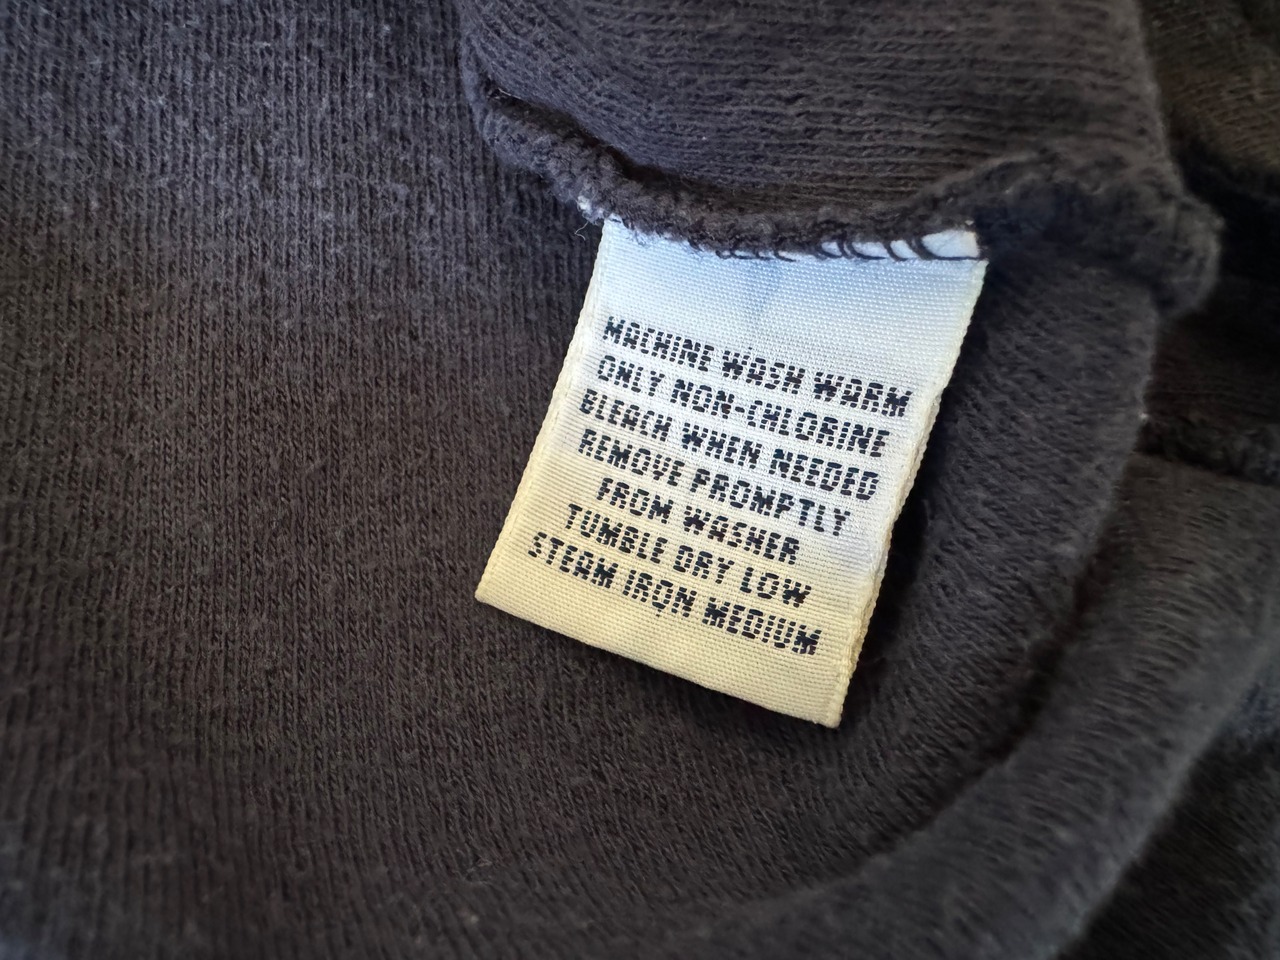 MACHINE WASH WARM
ONLY NON-CHLORINE
BLEACH WHEN NEEDED
REMOVE PROMPTLY
FROM WASHER
TUMBLE DRY LOW
STEAM IRON MEDIUM